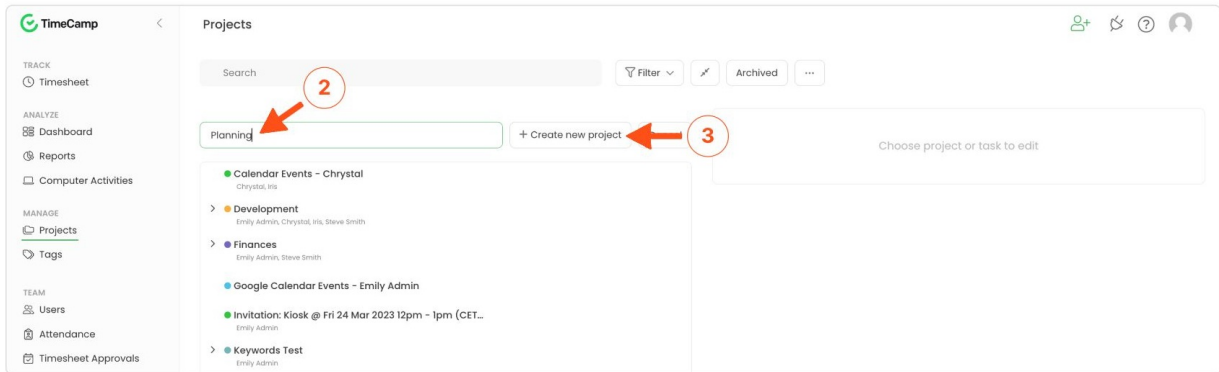 TimeCamp
Projects
TRACK
Timesheet
ANALYZE
Dashboard
Reports
Computer Activities
MANAGE
Projects
Tags
TEAM
Users
Attendance
Timesheet Approvals
Search
Filter
Archived
...
2
Planning
+ Create new project
3
Calendar Events - Chrystal
Chrystal, Iris
Development
Emily Admin, Chrystal, Iris, Steve Smith
Finances
Emily Admin, Steve Smith
Google Calendar Events - Emily Admin
Invitation: Kiosk @ Fri 24 Mar 2023 12pm - 1pm (CET...
Emily Admin
Keywords Test
Emily Admin
Choose project or task to edit